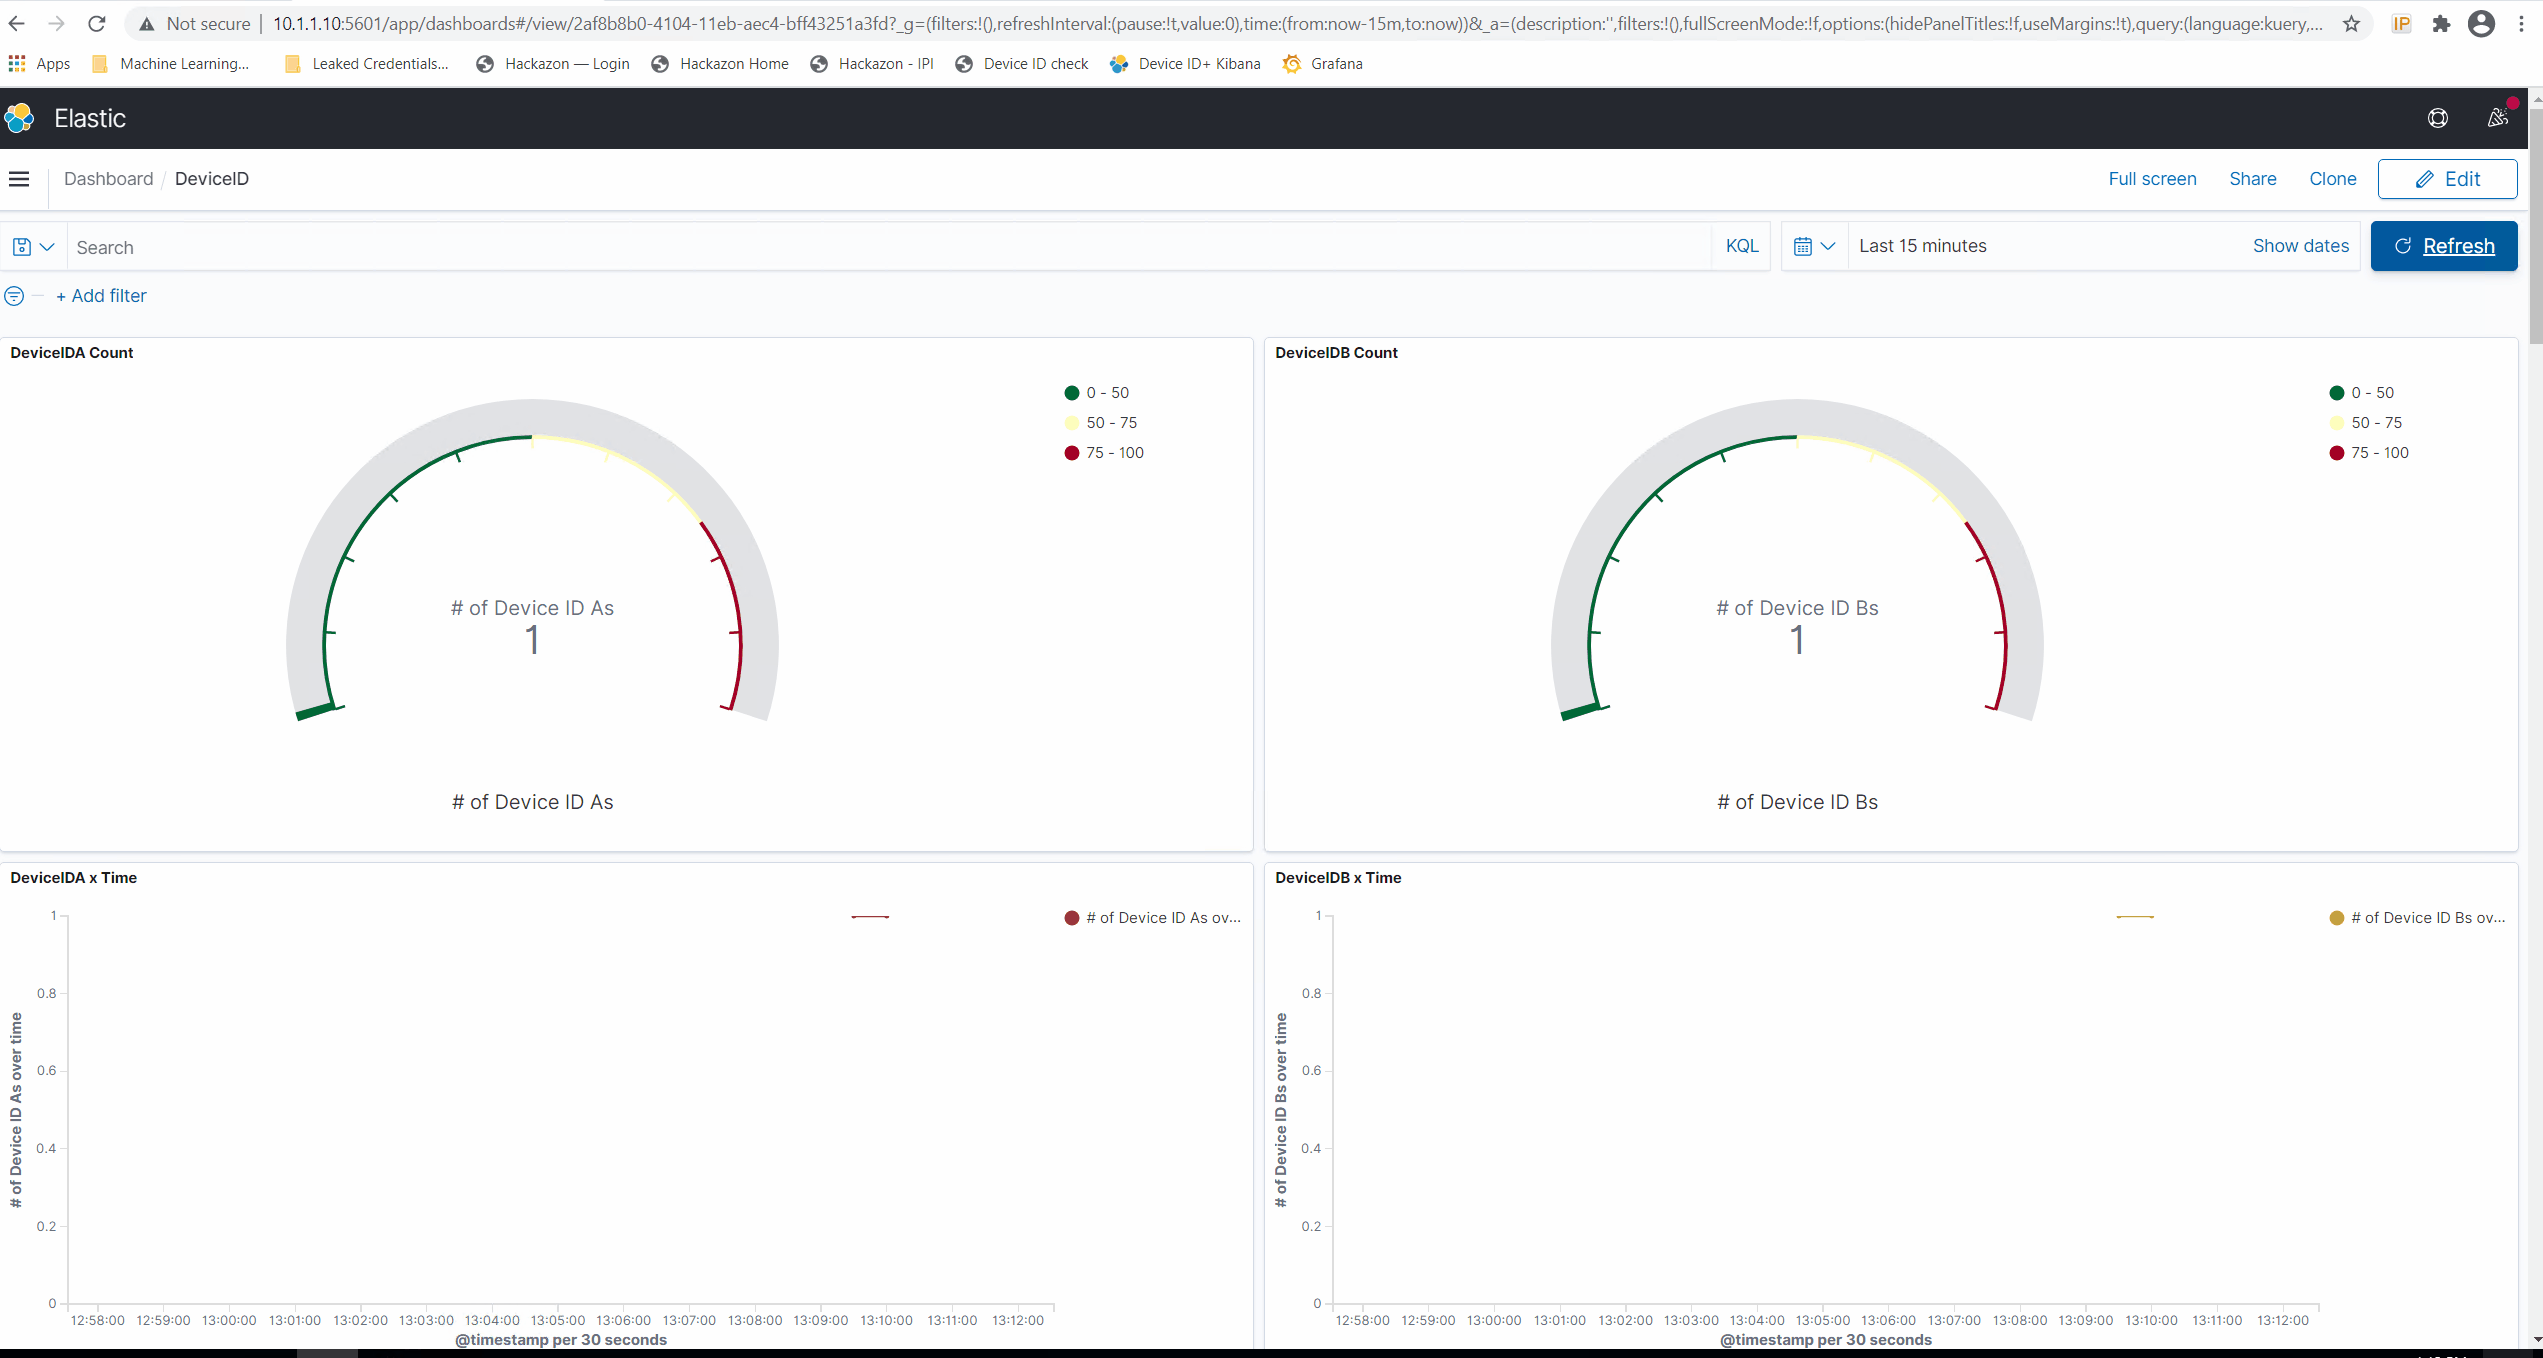 Not secure | 10.1.1.10:5601/app/dashboards#/view/2af8b8b0-4104-11eb-aec4-bff43251a3fd?_g=(filters:!(),refreshInterval:(pause:!t,value:0),time:(from:now-15m,to:now))&_a=(description:'',filters:!(),fullScreenMode:!f,options:(hidePanelTitles:!f,useMargins:!t),query:(language:kuery,... IP
Apps Machine Learning... Leaked Credentials... Hackazon — Login Hackazon Home Hackazon - IPI Device ID check Device ID+ Kibana Grafana
Elastic
Dashboard / DeviceID Full screen Share Clone Edit
Search KQL Last 15 minutes Show dates Refresh
+ Add filter
DeviceIDA Count
0 - 50
50 - 75
75 - 100
# of Device ID As
1
# of Device ID As
DeviceIDB Count
0 - 50
50 - 75
75 - 100
# of Device ID Bs
1
# of Device ID Bs
DeviceIDA x Time
# of Device ID As ov...
# of Device ID As over time
1
0.8
0.6
0.4
0.2
0
12:58:00 12:59:00 13:00:00 13:01:00 13:02:00 13:03:00 13:04:00 13:05:00 13:06:00 13:07:00 13:08:00 13:09:00 13:10:00 13:11:00 13:12:00
@timestamp per 30 seconds
DeviceIDB x Time
# of Device ID Bs ov...
# of Device ID Bs over time
1
0.8
0.6
0.4
0.2
0
12:58:00 12:59:00 13:00:00 13:01:00 13:02:00 13:03:00 13:04:00 13:05:00 13:06:00 13:07:00 13:08:00 13:09:00 13:10:00 13:11:00 13:12:00
@timestamp per 30 seconds